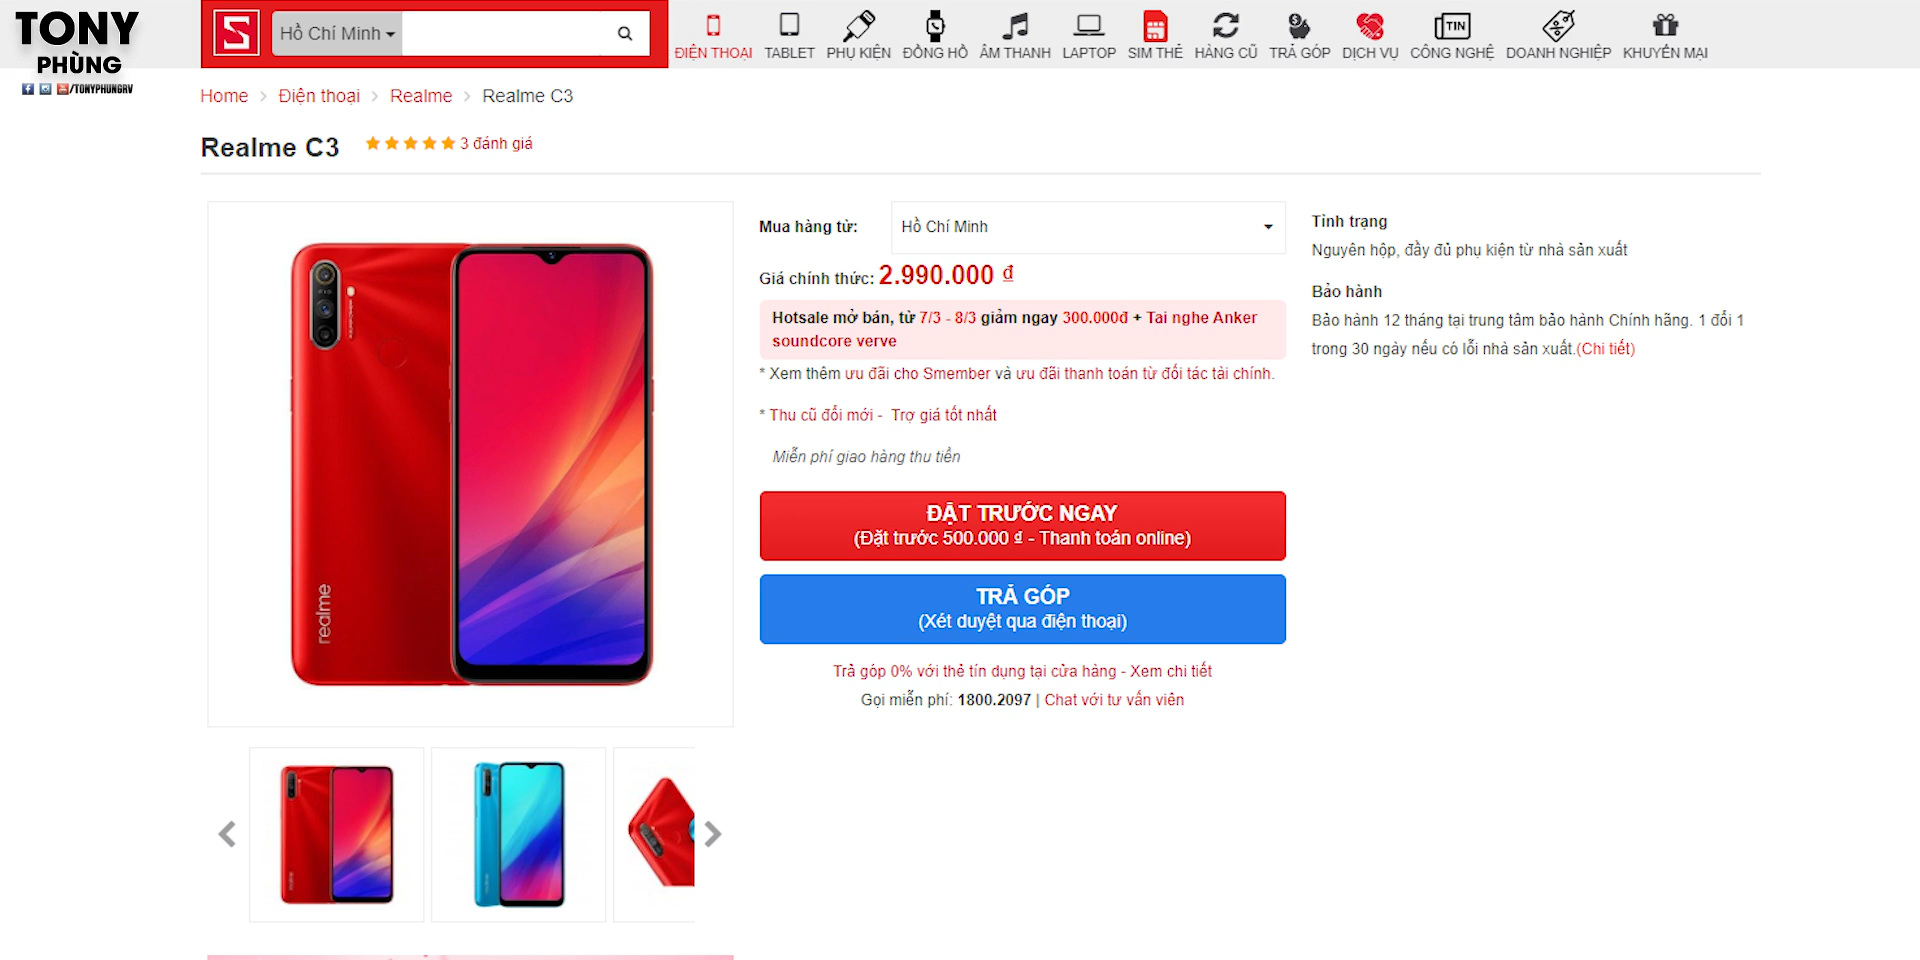 TONY
PHÙNG
/TONYPHUNGRV
S
Hồ Chí Minh
ĐIỆN THOẠI
TABLET
PHỤ KIỆN
ĐỒNG HỒ
ÂM THANH
LAPTOP
SIM THẺ
HÀNG CŨ
TRẢ GÓP
DỊCH VỤ
TIN
CÔNG NGHỆ
DOANH NGHIỆP
KHUYẾN MẠI
Home > Điện thoại > Realme > Realme C3
Realme C3
3 đánh giá
realme
Mua hàng từ:
Hồ Chí Minh
Giá chính thức: 2.990.000 ₫
Hotsale mở bán, từ 7/3 - 8/3 giảm ngay 300.000đ + Tai nghe Anker
soundcore verve
* Xem thêm ưu đãi cho Smember và ưu đãi thanh toán từ đối tác tài chính.
* Thu cũ đổi mới - Trợ giá tốt nhất
Miễn phí giao hàng thu tiền
ĐẶT TRƯỚC NGAY
(Đặt trước 500.000 ₫ - Thanh toán online)
TRẢ GÓP
(Xét duyệt qua điện thoại)
Trả góp 0% với thẻ tín dụng tại cửa hàng - Xem chi tiết
Gọi miễn phí: 1800.2097 | Chat với tư vấn viên
Tình trạng
Nguyên hộp, đầy đủ phụ kiện từ nhà sản xuất
Bảo hành
Bảo hành 12 tháng tại trung tâm bảo hành Chính hãng. 1 đổi 1
trong 30 ngày nếu có lỗi nhà sản xuất.(Chi tiết)